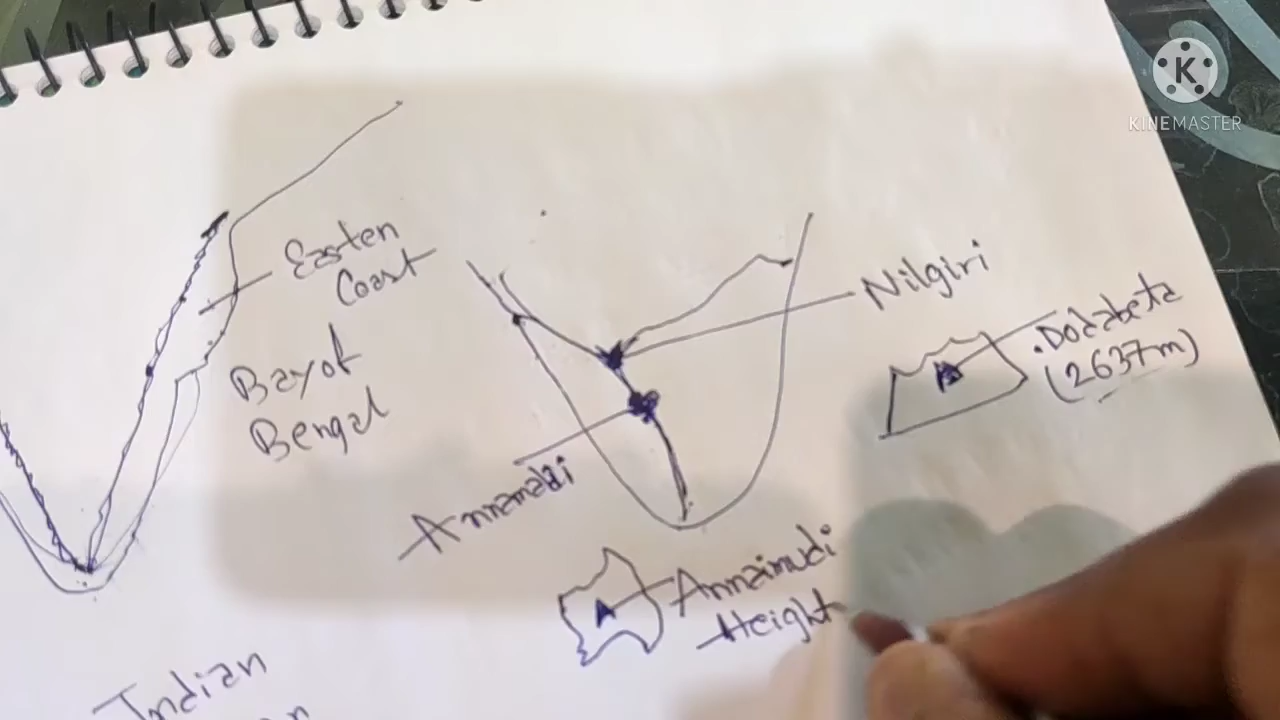 KINEMASTER
Easten
Coast
Bay of
Bengal
Nilgiri
.Dodabeta
(2637m)
Annamalai
Annaimudi
Height
Indian